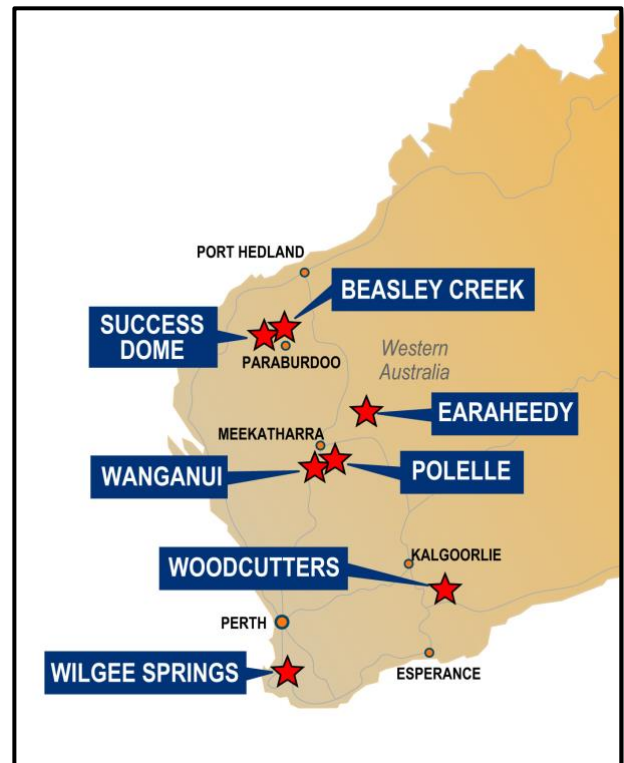 PORT HEDLAND
BEASLEY CREEK
SUCCESS
DOME
PARABURDOO
Western
Australia
EARAHEEDY
MEEKATHARRA
WANGANUI
POLELLE
WOODCUTTERS
KALGOORLIE
PERTH
WILGEE SPRINGS
ESPERANCE